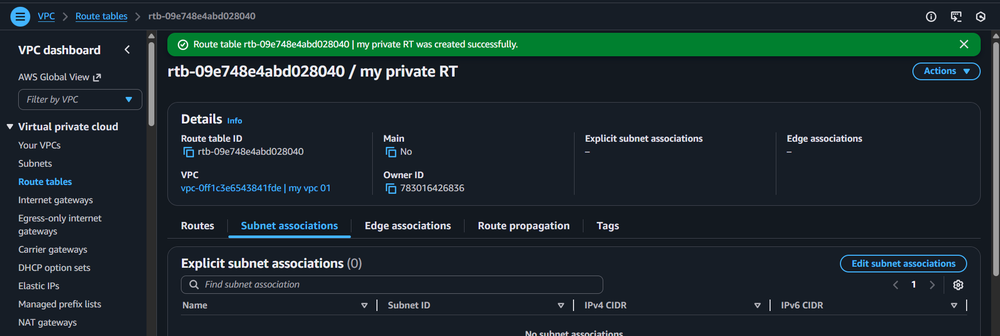 VPC > Route tables > rtb-09e748e4abd028040
VPC dashboard
AWS Global View
Filter by VPC
Virtual private cloud
Your VPCs
Subnets
Route tables
Internet gateways
Egress-only internet
gateways
Carrier gateways
DHCP option sets
Elastic IPs
Managed prefix lists
NAT gateways
Route table rtb-09e748e4abd028040 | my private RT was created successfully.
rtb-09e748e4abd028040 / my private RT
Actions
Details Info
Route table ID
rtb-09e748e4abd028040
Main
No
Explicit subnet associations
–
Edge associations
–
VPC
vpc-0ff1c3e6543841fde | my vpc 01
Owner ID
783016426836
Routes Subnet associations Edge associations Route propagation Tags
Explicit subnet associations (0)
Edit subnet associations
Find subnet association
1
Name Subnet ID IPv4 CIDR IPv6 CIDR
No subnet associations